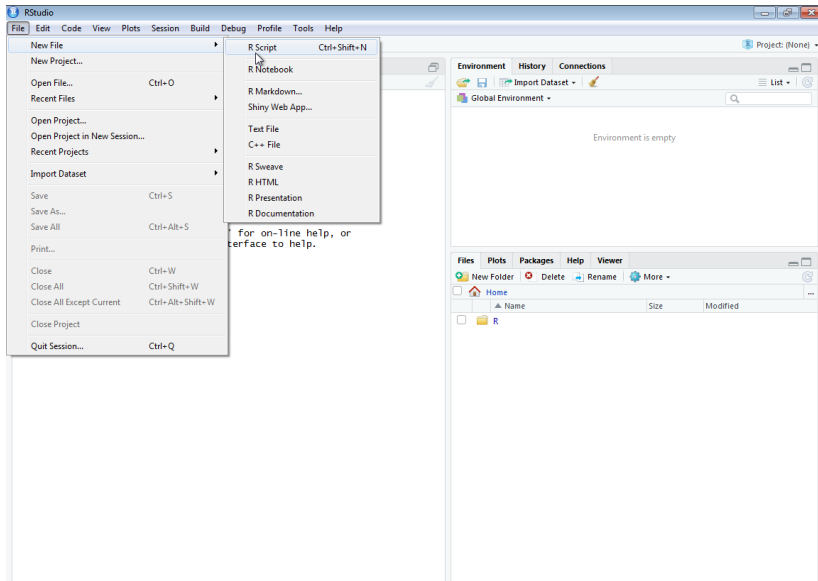 RStudio
File Edit Code View Plots Session Build Debug Profile Tools Help
New File
New Project...
Open File... Ctrl+O
Recent Files
Open Project...
Open Project in New Session...
Recent Projects
Import Dataset
Save Ctrl+S
Save As...
Save All Ctrl+Alt+S
Print...
Close Ctrl+W
Close All Ctrl+Shift+W
Close All Except Current Ctrl+Alt+Shift+W
Close Project
Quit Session... Ctrl+Q
R Script Ctrl+Shift+N
R Notebook
R Markdown...
Shiny Web App...
Text File
C++ File
R Sweave
R HTML
R Presentation
R Documentation
' for on-line help, or
terface to help.
Project: (None)
Environment History Connections
Import Dataset List
Global Environment
Environment is empty
Files Plots Packages Help Viewer
New Folder Delete Rename More
Home ...
Name Size Modified
R